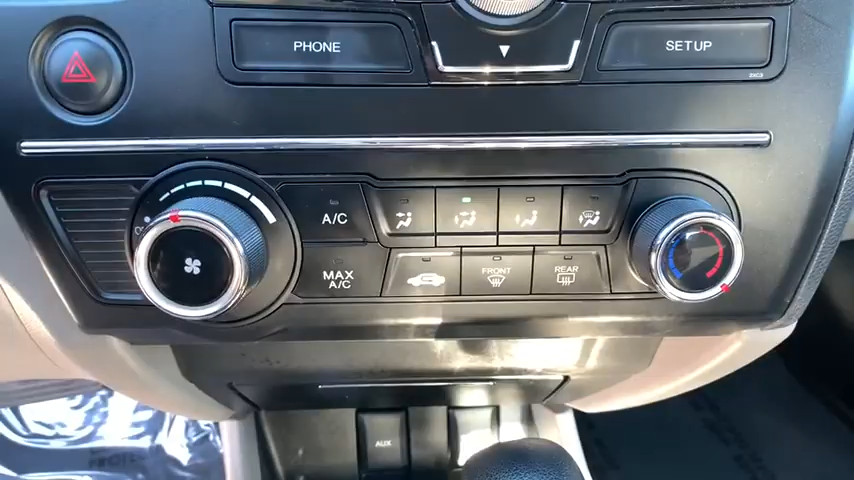 PHONE
SETUP
A/C
MAX
A/C
FRONT
REAR
AUX